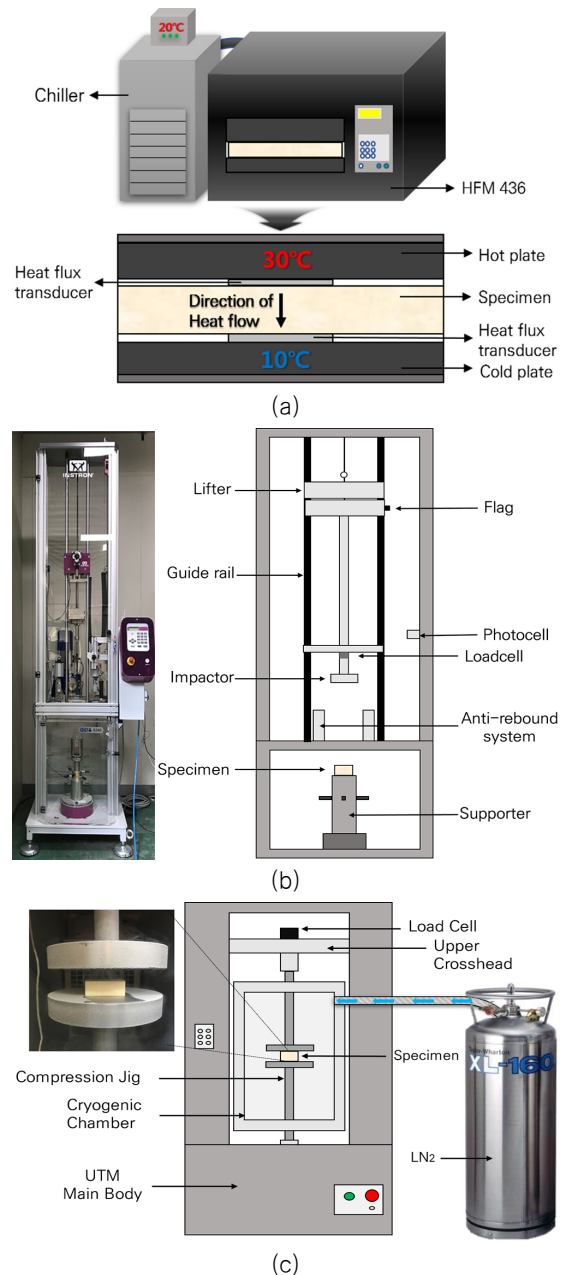 20℃
Chiller
HFM 436
30℃
Hot plate
Heat flux
transducer
Direction of
Heat flow
Specimen
Heat flux
transducer
10℃
Cold plate
(a)
INSTRON
Lifter
Flag
Guide rail
Photocell
Loadcell
Impactor
Anti-rebound
system
Specimen
Supporter
(b)
Load Cell
Upper
Crosshead
Specimen
Compression Jig
Cryogenic
Chamber
XL-160
LN₂
UTM
Main Body
(c)